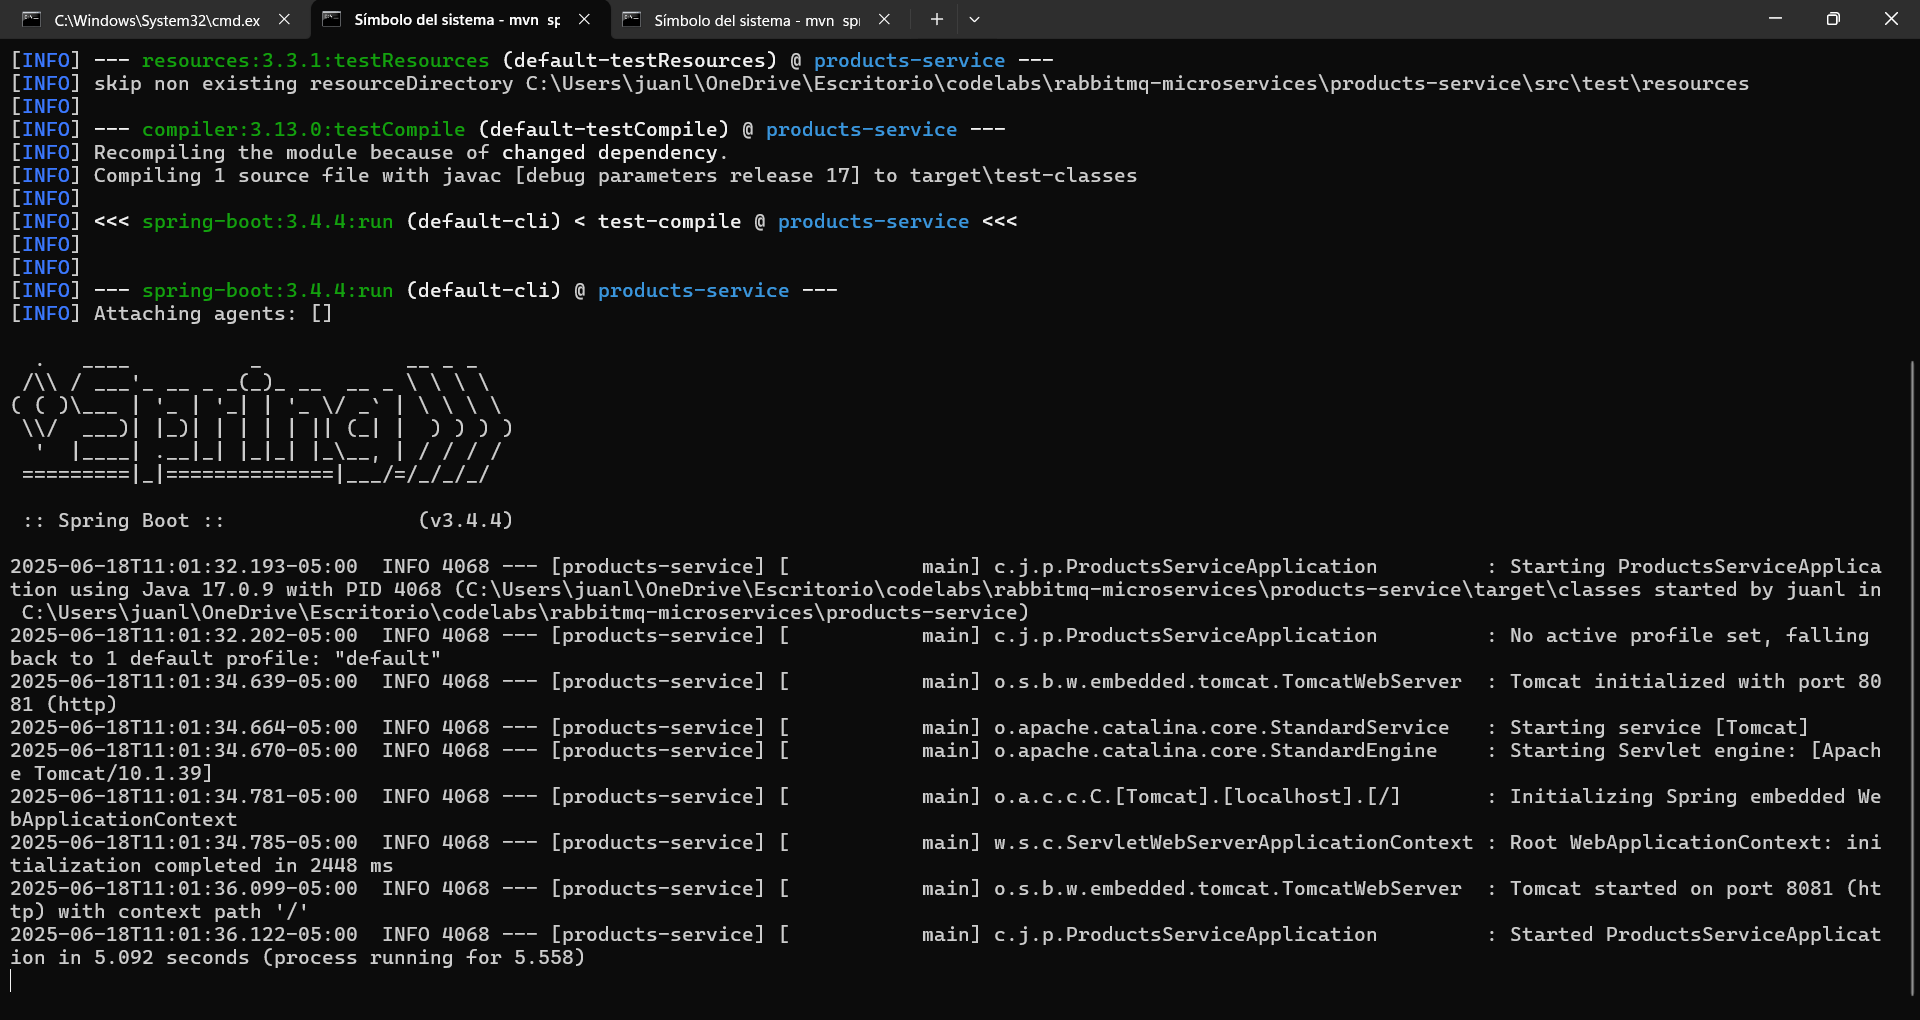 C:\Windows\System32\cmd.ex
Símbolo del sistema - mvn  sp
Símbolo del sistema - mvn  spi
[INFO] --- resources:3.3.1:testResources (default-testResources) @ products-service ---
[INFO] skip non existing resourceDirectory C:\Users\juanl\OneDrive\Escritorio\codelabs\rabbitmq-microservices\products-service\src\test\resources
[INFO]
[INFO] --- compiler:3.13.0:testCompile (default-testCompile) @ products-service ---
[INFO] Recompiling the module because of changed dependency.
[INFO] Compiling 1 source file with javac [debug parameters release 17] to target\test-classes
[INFO]
[INFO] <<< spring-boot:3.4.4:run (default-cli) < test-compile @ products-service <<<
[INFO]
[INFO]
[INFO] --- spring-boot:3.4.4:run (default-cli) @ products-service ---
[INFO] Attaching agents: []
  .   ____          _            __ _ _
 /\\ / ___'_ __ _ _(_)_ __  __ _ \ \ \ \
( ( )\___ | '_ | '_| | '_ \/ _` | \ \ \ \
 \\/  ___)| |_)| | | | | || (_| |  ) ) ) )
  '  |____| .__|_| |_|_| |_\__, | / / / /
 =========|_|==============|___/=/_/_/_/
 :: Spring Boot ::                (v3.4.4)
2025-06-18T11:01:32.193-05:00  INFO 4068 --- [products-service] [           main] c.j.p.ProductsServiceApplication         : Starting ProductsServiceApplica
tion using Java 17.0.9 with PID 4068 (C:\Users\juanl\OneDrive\Escritorio\codelabs\rabbitmq-microservices\products-service\target\classes started by juanl in
 C:\Users\juanl\OneDrive\Escritorio\codelabs\rabbitmq-microservices\products-service)
2025-06-18T11:01:32.202-05:00  INFO 4068 --- [products-service] [           main] c.j.p.ProductsServiceApplication         : No active profile set, falling
back to 1 default profile: "default"
2025-06-18T11:01:34.639-05:00  INFO 4068 --- [products-service] [           main] o.s.b.w.embedded.tomcat.TomcatWebServer  : Tomcat initialized with port 80
81 (http)
2025-06-18T11:01:34.664-05:00  INFO 4068 --- [products-service] [           main] o.apache.catalina.core.StandardService   : Starting service [Tomcat]
2025-06-18T11:01:34.670-05:00  INFO 4068 --- [products-service] [           main] o.apache.catalina.core.StandardEngine    : Starting Servlet engine: [Apach
e Tomcat/10.1.39]
2025-06-18T11:01:34.781-05:00  INFO 4068 --- [products-service] [           main] o.a.c.c.C.[Tomcat].[localhost].[/]       : Initializing Spring embedded We
bApplicationContext
2025-06-18T11:01:34.785-05:00  INFO 4068 --- [products-service] [           main] w.s.c.ServletWebServerApplicationContext : Root WebApplicationContext: ini
tialization completed in 2448 ms
2025-06-18T11:01:36.099-05:00  INFO 4068 --- [products-service] [           main] o.s.b.w.embedded.tomcat.TomcatWebServer  : Tomcat started on port 8081 (ht
tp) with context path '/'
2025-06-18T11:01:36.122-05:00  INFO 4068 --- [products-service] [           main] c.j.p.ProductsServiceApplication         : Started ProductsServiceApplicat
ion in 5.092 seconds (process running for 5.558)